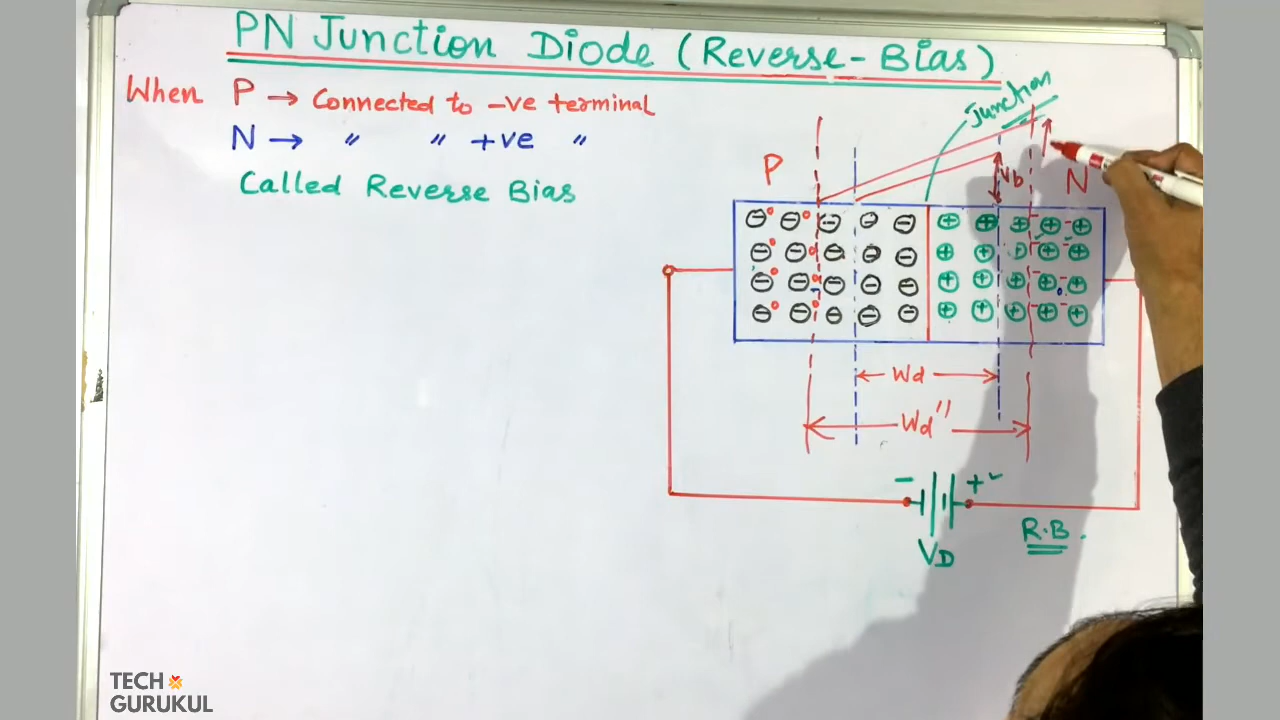 PN Junction Diode (Reverse-Bias)
When P → Connected to -ve terminal
N → " " +ve "
Called Reverse Bias
Junction
P
Vb
N
Wd
Wd"
- +
VD
R.B.
TECH
GURUKUL